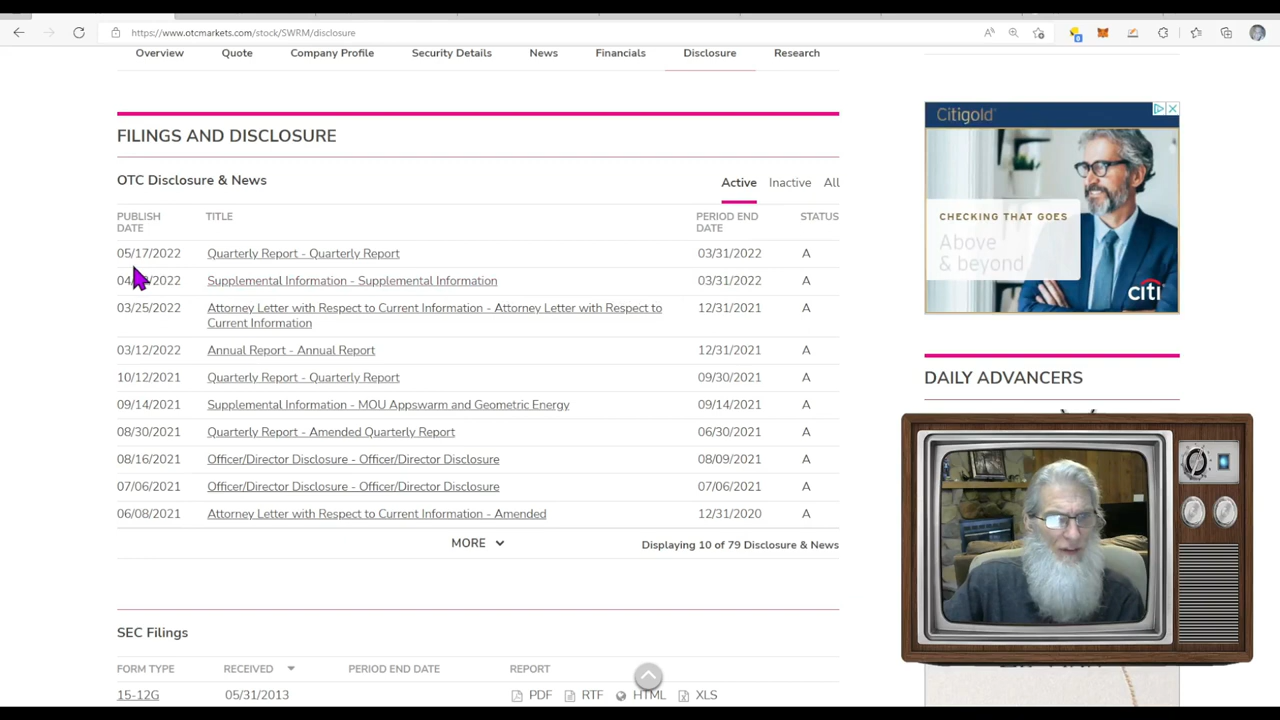 https://www.otcmarkets.com/stock/SWRM/disclosure
Overview Quote Company Profile Security Details News Financials Disclosure Research
FILINGS AND DISCLOSURE
OTC Disclosure & News
Active Inactive All
PUBLISH DATE TITLE PERIOD END DATE STATUS
05/17/2022 Quarterly Report - Quarterly Report 03/31/2022 A
2022 Supplemental Information - Supplemental Information 03/31/2022 A
03/25/2022 Attorney Letter with Respect to Current Information - Attorney Letter with Respect to 12/31/2021 A
Current Information
03/12/2022 Annual Report - Annual Report 12/31/2021 A
10/12/2021 Quarterly Report - Quarterly Report 09/30/2021 A
09/14/2021 Supplemental Information - MOU Appswarm and Geometric Energy 09/14/2021 A
08/30/2021 Quarterly Report - Amended Quarterly Report 06/30/2021 A
08/16/2021 Officer/Director Disclosure - Officer/Director Disclosure 08/09/2021 A
07/06/2021 Officer/Director Disclosure - Officer/Director Disclosure 07/06/2021 A
06/08/2021 Attorney Letter with Respect to Current Information - Amended 12/31/2020 A
MORE
Displaying 10 of 79 Disclosure & News
SEC Filings
FORM TYPE RECEIVED PERIOD END DATE REPORT
15-12G 05/31/2013 PDF RTF HTML XLS
Citigold
CHECKING THAT GOES
Above
& beyond
citi
DAILY ADVANCERS